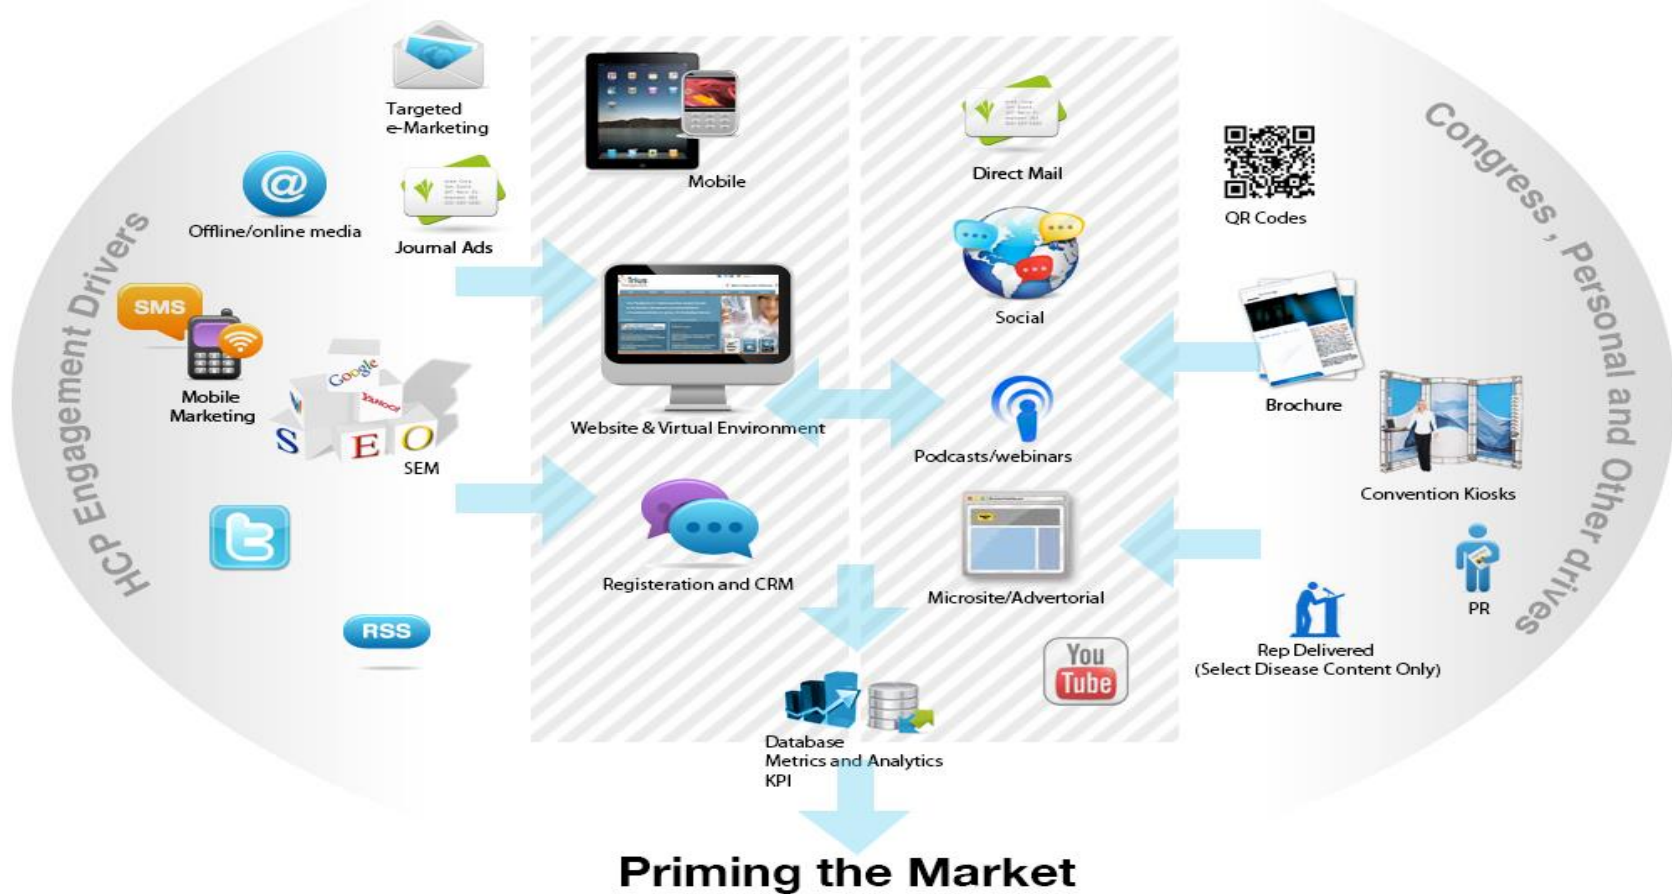 Targeted
e-Marketing
Offline/online media
Journal Ads
HCP Engagement Drivers
SMS
Mobile
Marketing
Google
YAHOO!
S E O
SEM
RSS
Mobile
Direct Mail
Trius
Social
Website & Virtual Environment
Podcasts/webinars
Registeration and CRM
Microsite/Advertorial
You
Tube
Database
Metrics and Analytics
KPI
QR Codes
Brochure
Convention Kiosks
PR
Rep Delivered
(Select Disease Content Only)
Congress , Personal and Other drives
Priming the Market